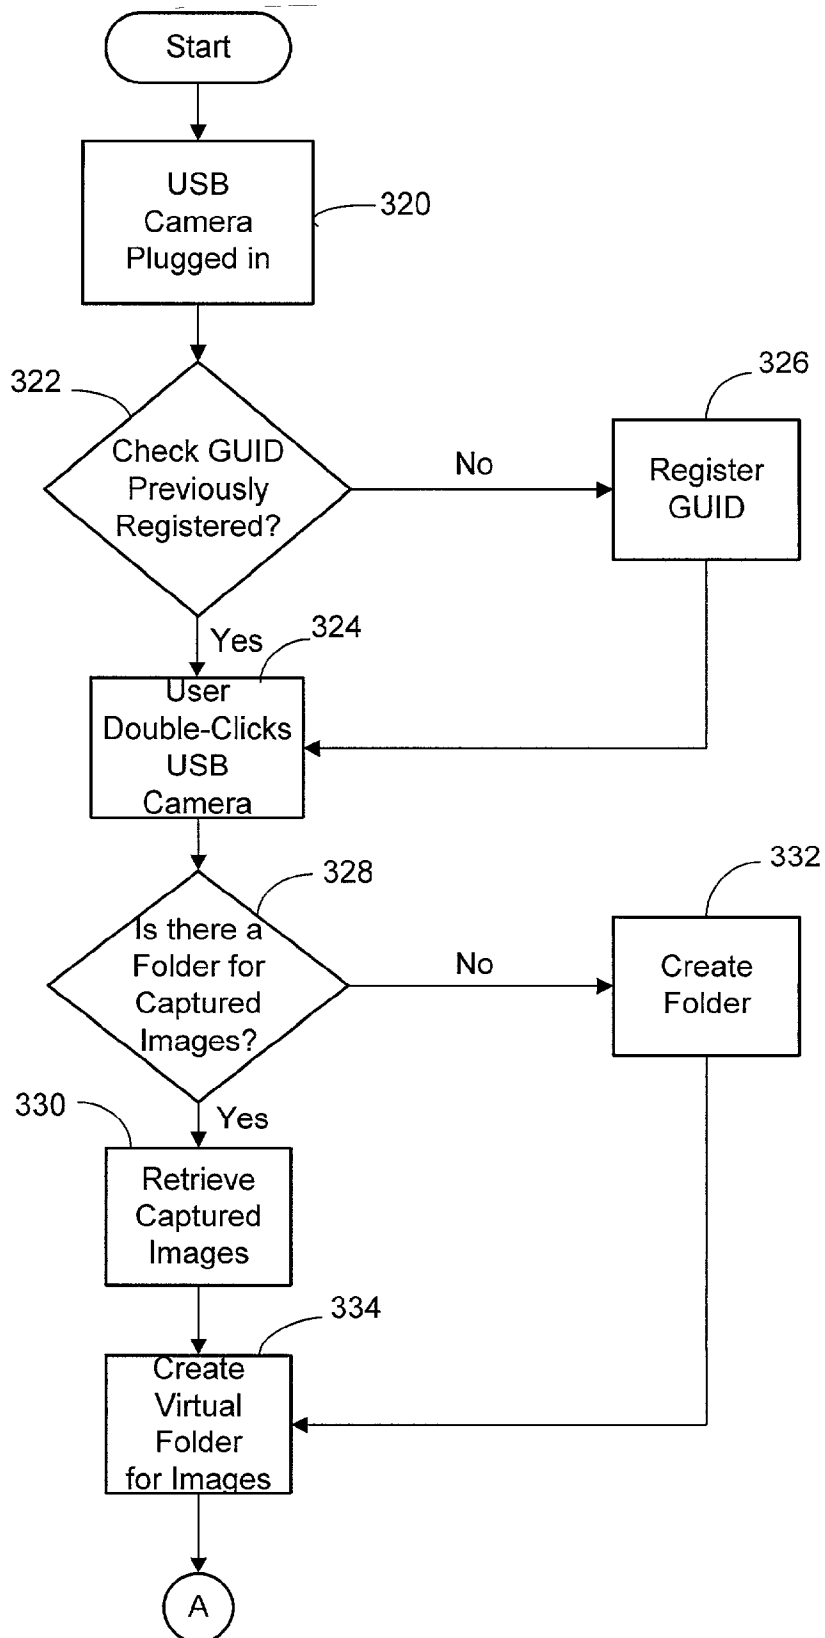 Start
USB
Camera
Plugged in
320
322
Check GUID
Previously
Registered?
No
326
Register
GUID
Yes
324
User
Double-Clicks
USB
Camera
328
Is there a
Folder for
Captured
Images?
No
332
Create
Folder
330
Yes
Retrieve
Captured
Images
334
Create
Virtual
Folder
for Images
A